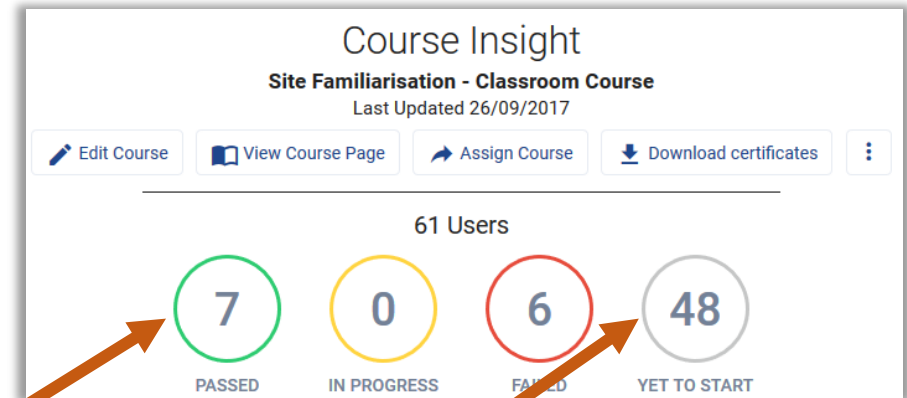 Course Insight
Site Familiarisation - Classroom Course
Last Updated 26/09/2017
Edit Course View Course Page Assign Course Download certificates
61 Users
7 0 6 48
PASSED IN PROGRESS FAILED YET TO START